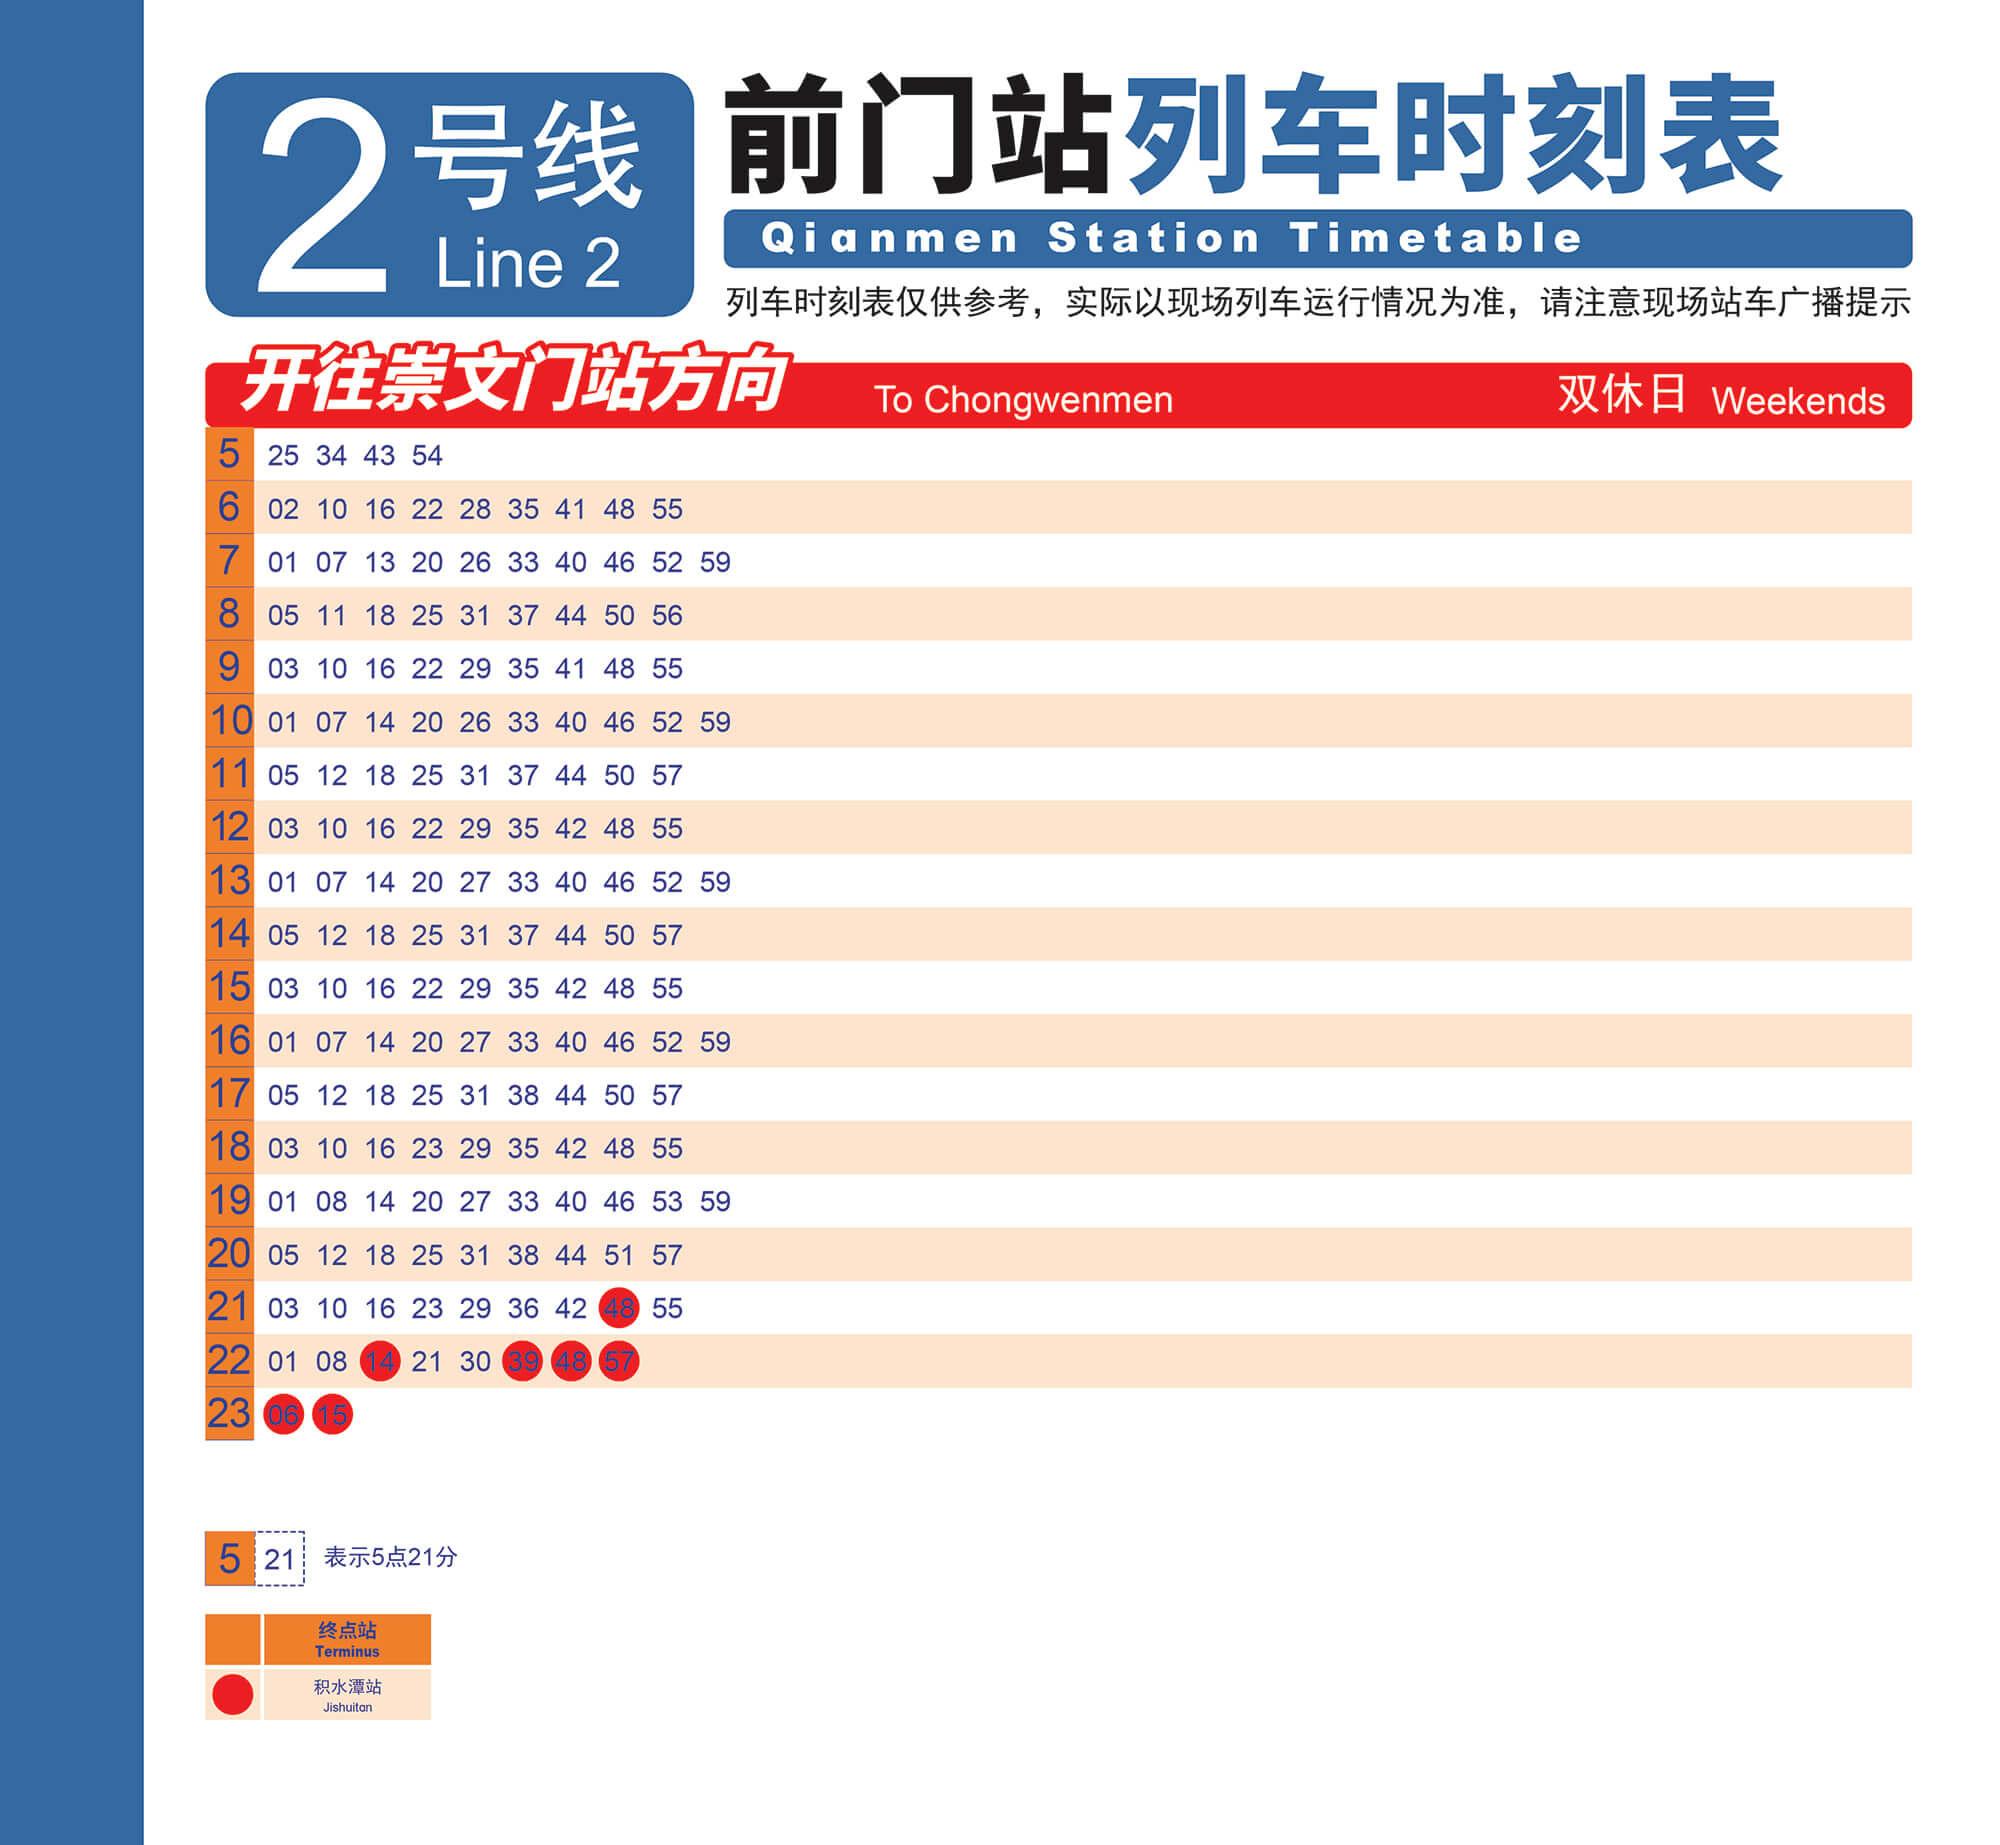 2号线
Line 2
前门站列车时刻表
Qianmen Station Timetable
列车时刻表仅供参考，实际以现场列车运行情况为准，请注意现场站车广播提示
开往崇文门站方向 To Chongwenmen 双休日 Weekends
5 25 34 43 54
6 02 10 16 22 28 35 41 48 55
7 01 07 13 20 26 33 40 46 52 59
8 05 11 18 25 31 37 44 50 56
9 03 10 16 22 29 35 41 48 55
10 01 07 14 20 26 33 40 46 52 59
11 05 12 18 25 31 37 44 50 57
12 03 10 16 22 29 35 42 48 55
13 01 07 14 20 27 33 40 46 52 59
14 05 12 18 25 31 37 44 50 57
15 03 10 16 22 29 35 42 48 55
16 01 07 14 20 27 33 40 46 52 59
17 05 12 18 25 31 38 44 50 57
18 03 10 16 23 29 35 42 48 55
19 01 08 14 20 27 33 40 46 53 59
20 05 12 18 25 31 38 44 51 57
21 03 10 16 23 29 36 42 48 55
22 01 08 14 21 30 39 48 57
23 06 15
5 21 表示5点21分
终点站
Terminus
积水潭站
Jishuitan